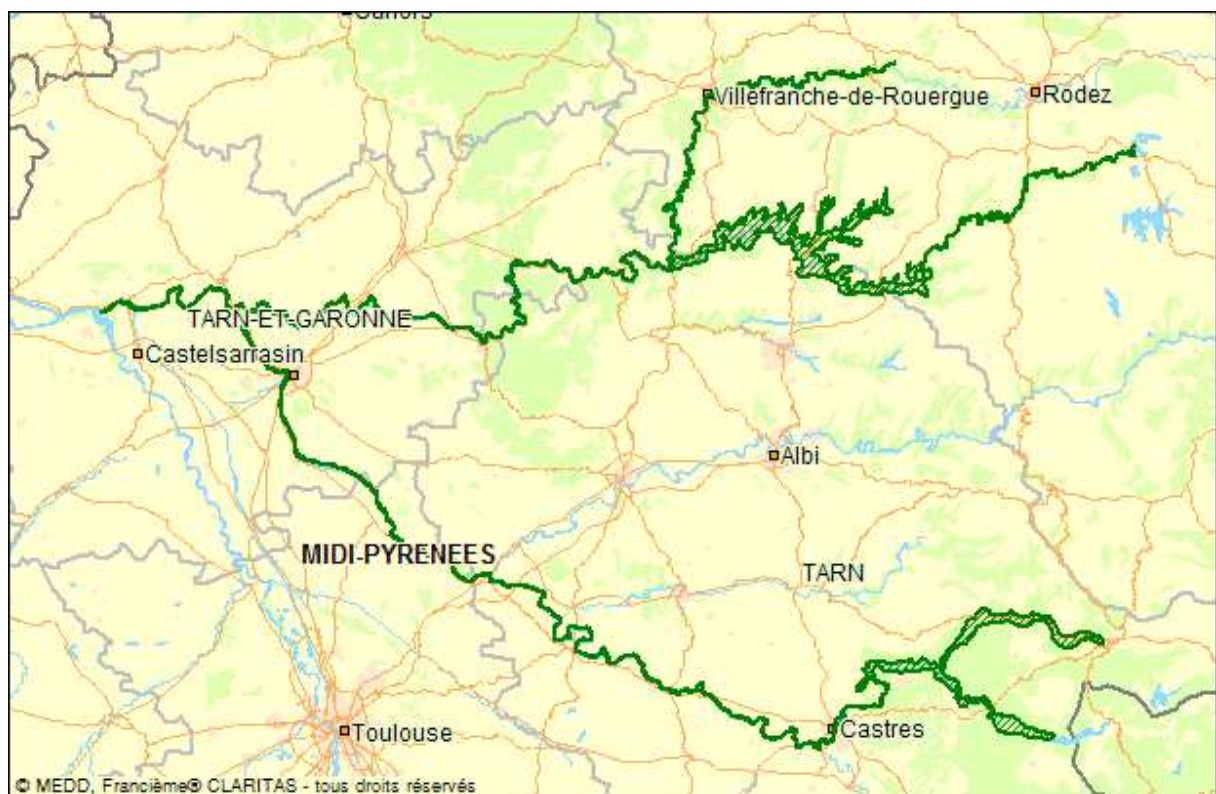 Villefranche-de-Rouergue
Rodez
TARN-ET-GARONNE
Castelsarrasin
Albi
MIDI-PYRENEES
TARN
Toulouse
Castres
© MEDD, Francième® CLARITAS - tous droits réservés